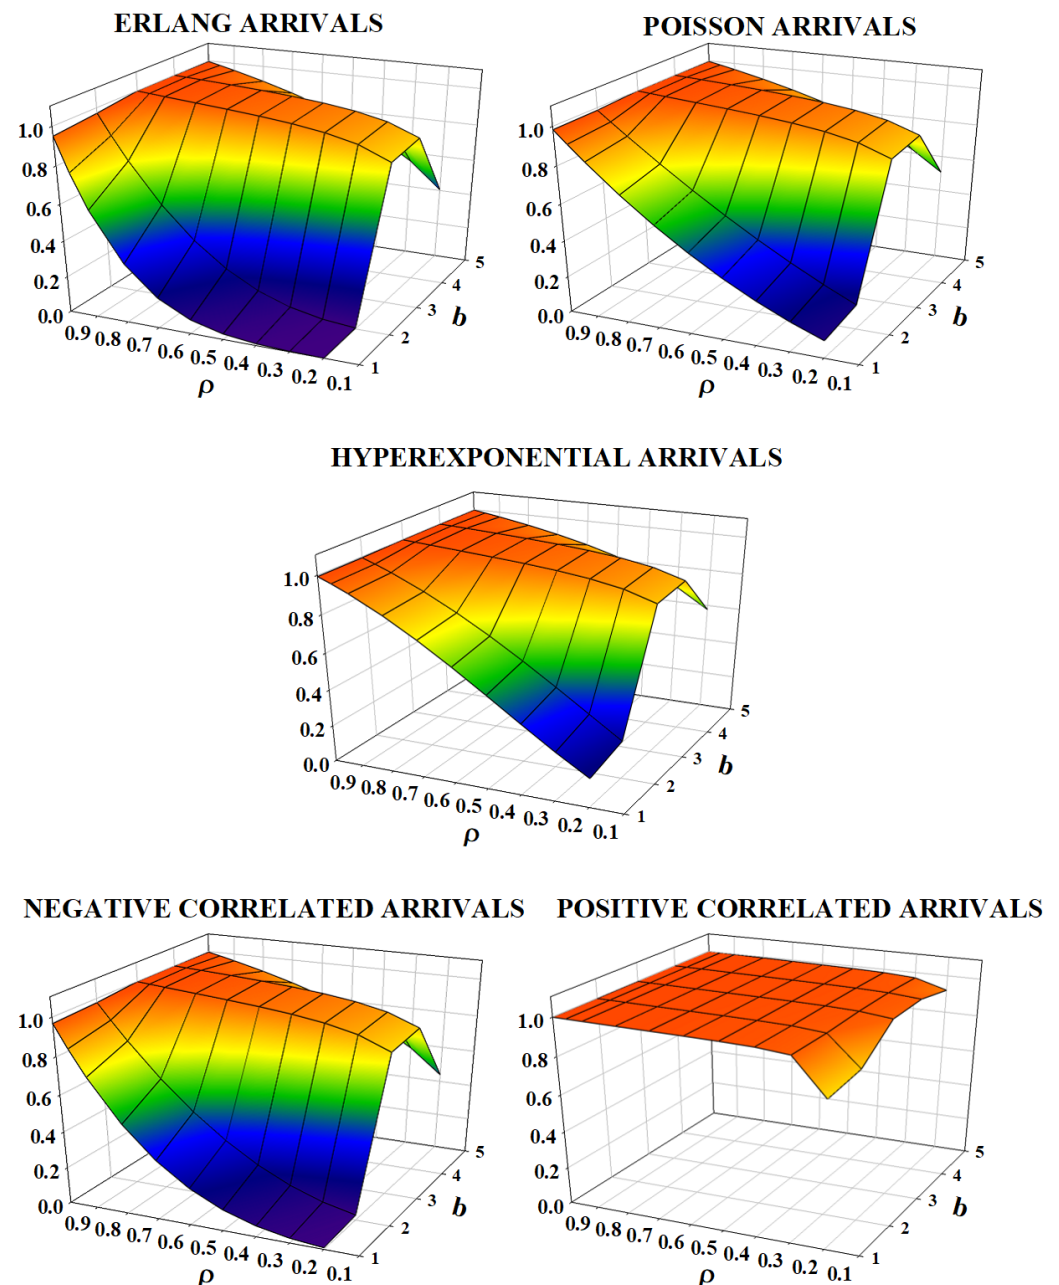 ERLANG ARRIVALS
1.0
0.8
0.6
0.4
0.2
0.0
0.9 0.8 0.7 0.6 0.5 0.4 0.3 0.2 0.1
ρ
1 2 3 4 5
b
POISSON ARRIVALS
1.0
0.8
0.6
0.4
0.2
0.0
0.9 0.8 0.7 0.6 0.5 0.4 0.3 0.2 0.1
ρ
1 2 3 4 5
b
HYPEREXPONENTIAL ARRIVALS
1.0
0.8
0.6
0.4
0.2
0.0
0.9 0.8 0.7 0.6 0.5 0.4 0.3 0.2 0.1
ρ
1 2 3 4 5
b
NEGATIVE CORRELATED ARRIVALS
1.0
0.8
0.6
0.4
0.2
0.0
0.9 0.8 0.7 0.6 0.5 0.4 0.3 0.2 0.1
ρ
1 2 3 4 5
b
POSITIVE CORRELATED ARRIVALS
1.0
0.8
0.6
0.4
0.2
0.0
0.9 0.8 0.7 0.6 0.5 0.4 0.3 0.2 0.1
ρ
1 2 3 4 5
b